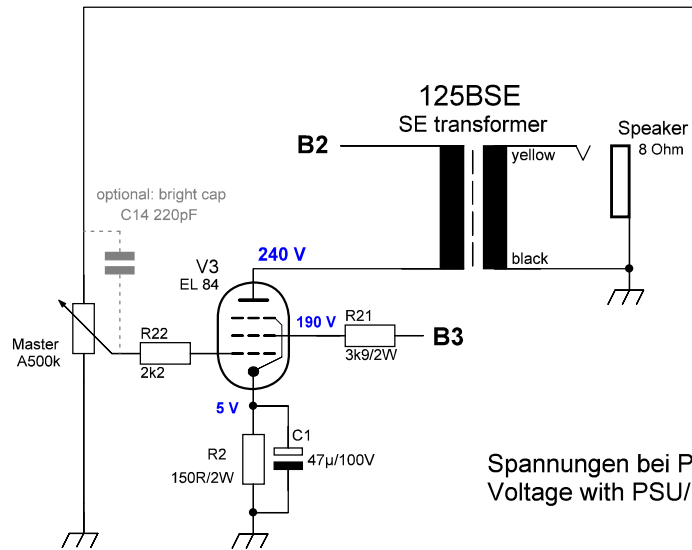 125BSE
SE transformer
B2
yellow
Speaker
8 Ohm
optional: bright cap
C14 220pF
V3
EL 84
240 V
black
190 V
R21
3k9/2W
B3
Master
A500k
R22
2k2
5 V
C1
47µ/100V
R2
150R/2W
Spannungen bei P
Voltage with PSU/